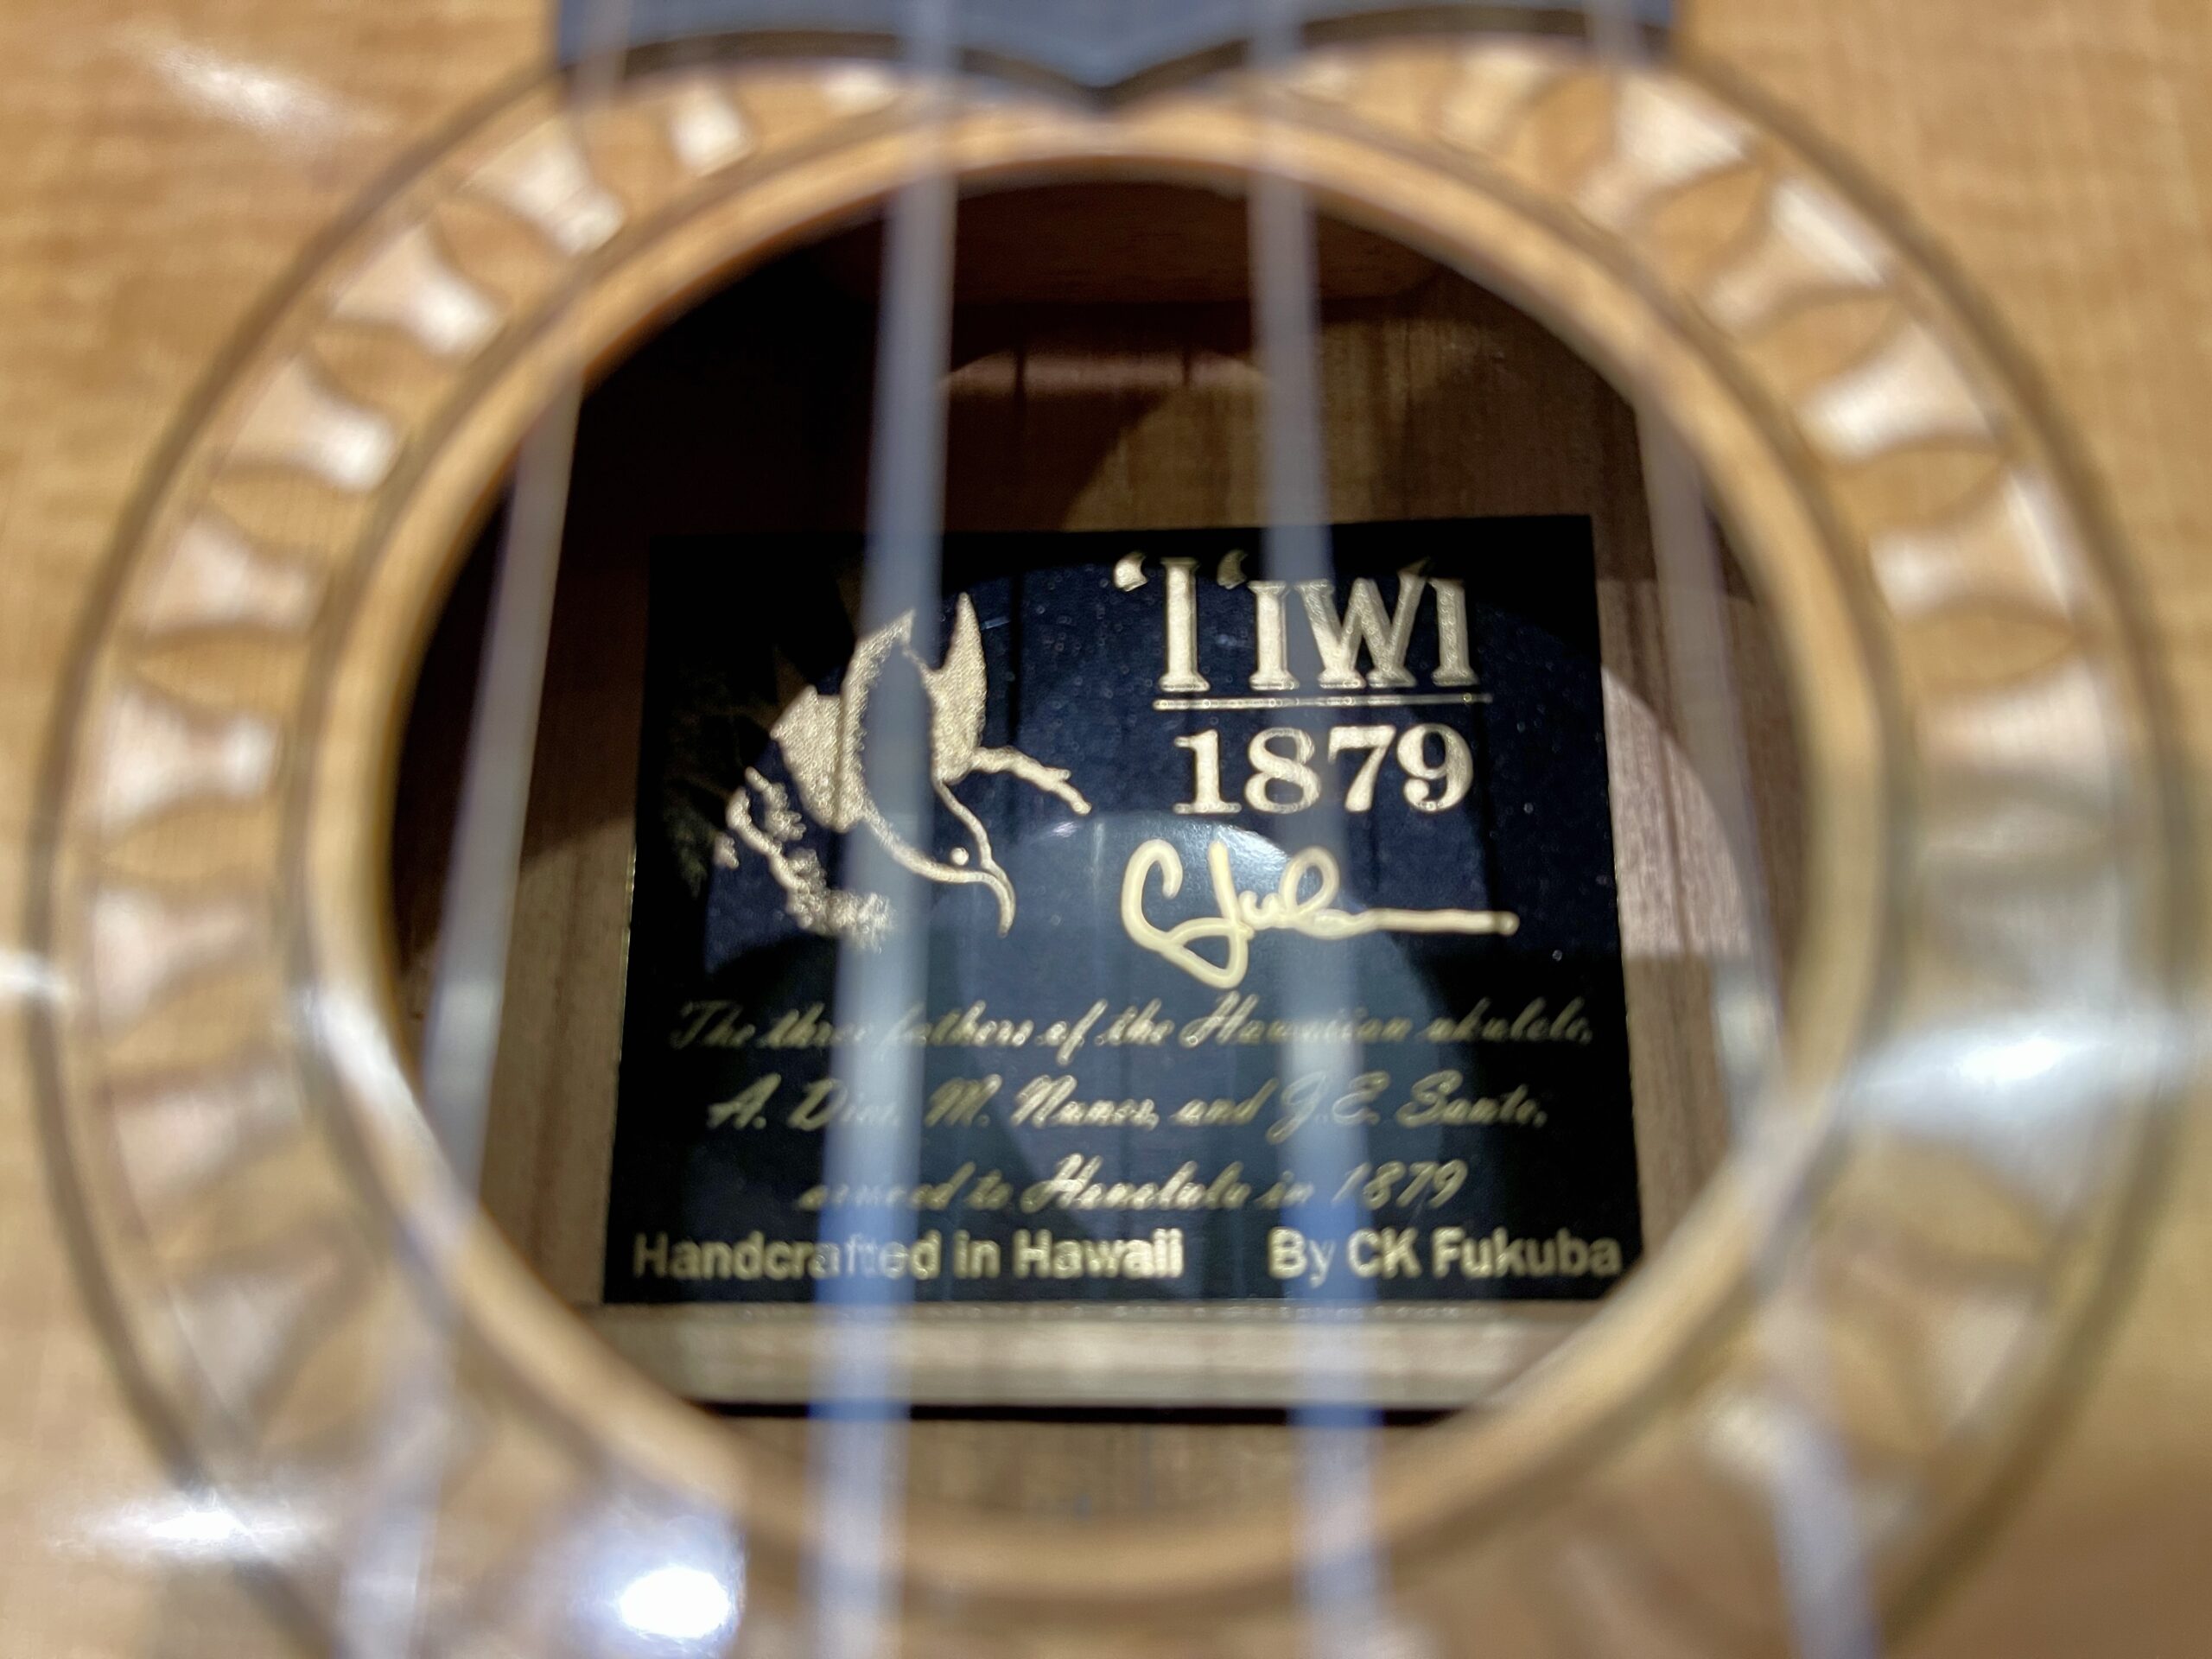 ʻIʻIWI
1879
The three fathers of the Hawaiian ukulele,
A. Dias, M. Nunes, and J.E. Santo,
arrived to Honolulu in 1879
Handcrafted in Hawaii By CK Fukuba